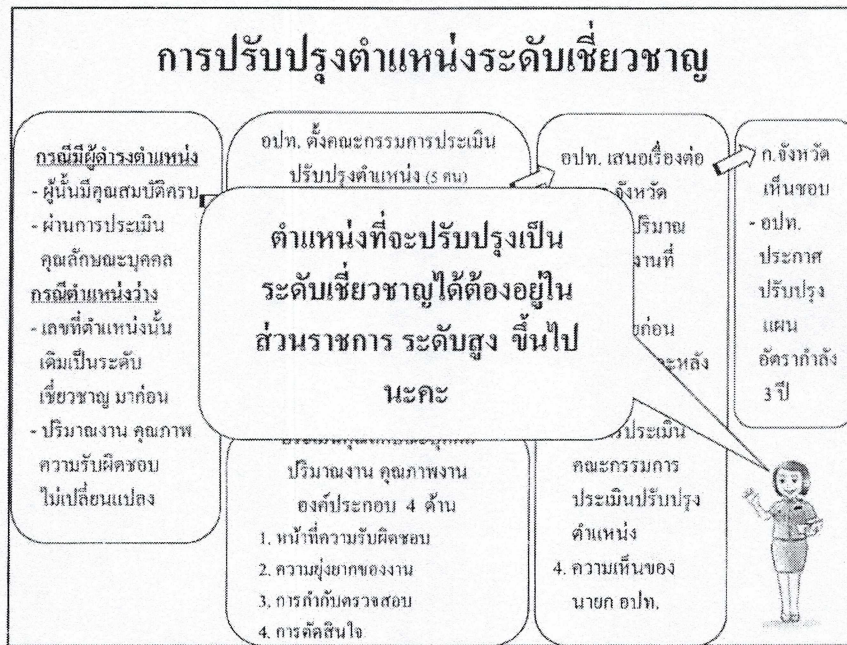 การปรับปรุงตำแหน่งระดับเชี่ยวชาญ
กรณีมีผู้ดำรงตำแหน่ง
- ผู้นั้นมีคุณสมบัติครบ
- ผ่านการประเมิน
คุณลักษณะบุคคล
กรณีตำแหน่งว่าง
- เลขที่ตำแหน่งนั้น
เดิมเป็นระดับ
เชี่ยวชาญ มาก่อน
- ปริมาณงาน คุณภาพ
ความรับผิดชอบ
ไม่เปลี่ยนแปลง
อปท. ตั้งคณะกรรมการประเมิน
ปรับปรุงตำแหน่ง (5 คน)
ตำแหน่งที่จะปรับปรุงเป็น
ระดับเชี่ยวชาญได้ต้องอยู่ใน
ส่วนราชการ ระดับสูง ขึ้นไป
นะคะ
ปริมาณงาน คุณภาพงาน
องค์ประกอบ 4 ด้าน
1. หน้าที่ความรับผิดชอบ
2. ความยุ่งยากของงาน
3. การกำกับตรวจสอบ
4. การตัดสินใจ
อปท. เสนอเรื่องต่อ
จังหวัด
ปริมาณ
งานที่
ก่อน
หลัง
ประเมิน
คณะกรรมการ
ประเมินปรับปรุง
ตำแหน่ง
4. ความเห็นของ
นายก อปท.
ก.จังหวัด
เห็นชอบ
- อปท.
ประกาศ
ปรับปรุง
แผน
อัตรากำลัง
3 ปี